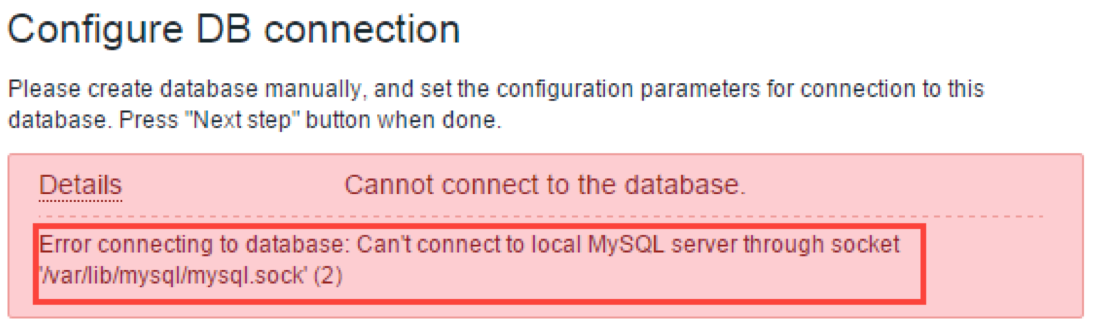 Configure DB connection
Please create database manually, and set the configuration parameters for connection to this
database. Press "Next step" button when done.
Details Cannot connect to the database.
Error connecting to database: Can't connect to local MySQL server through socket
'/var/lib/mysql/mysql.sock' (2)